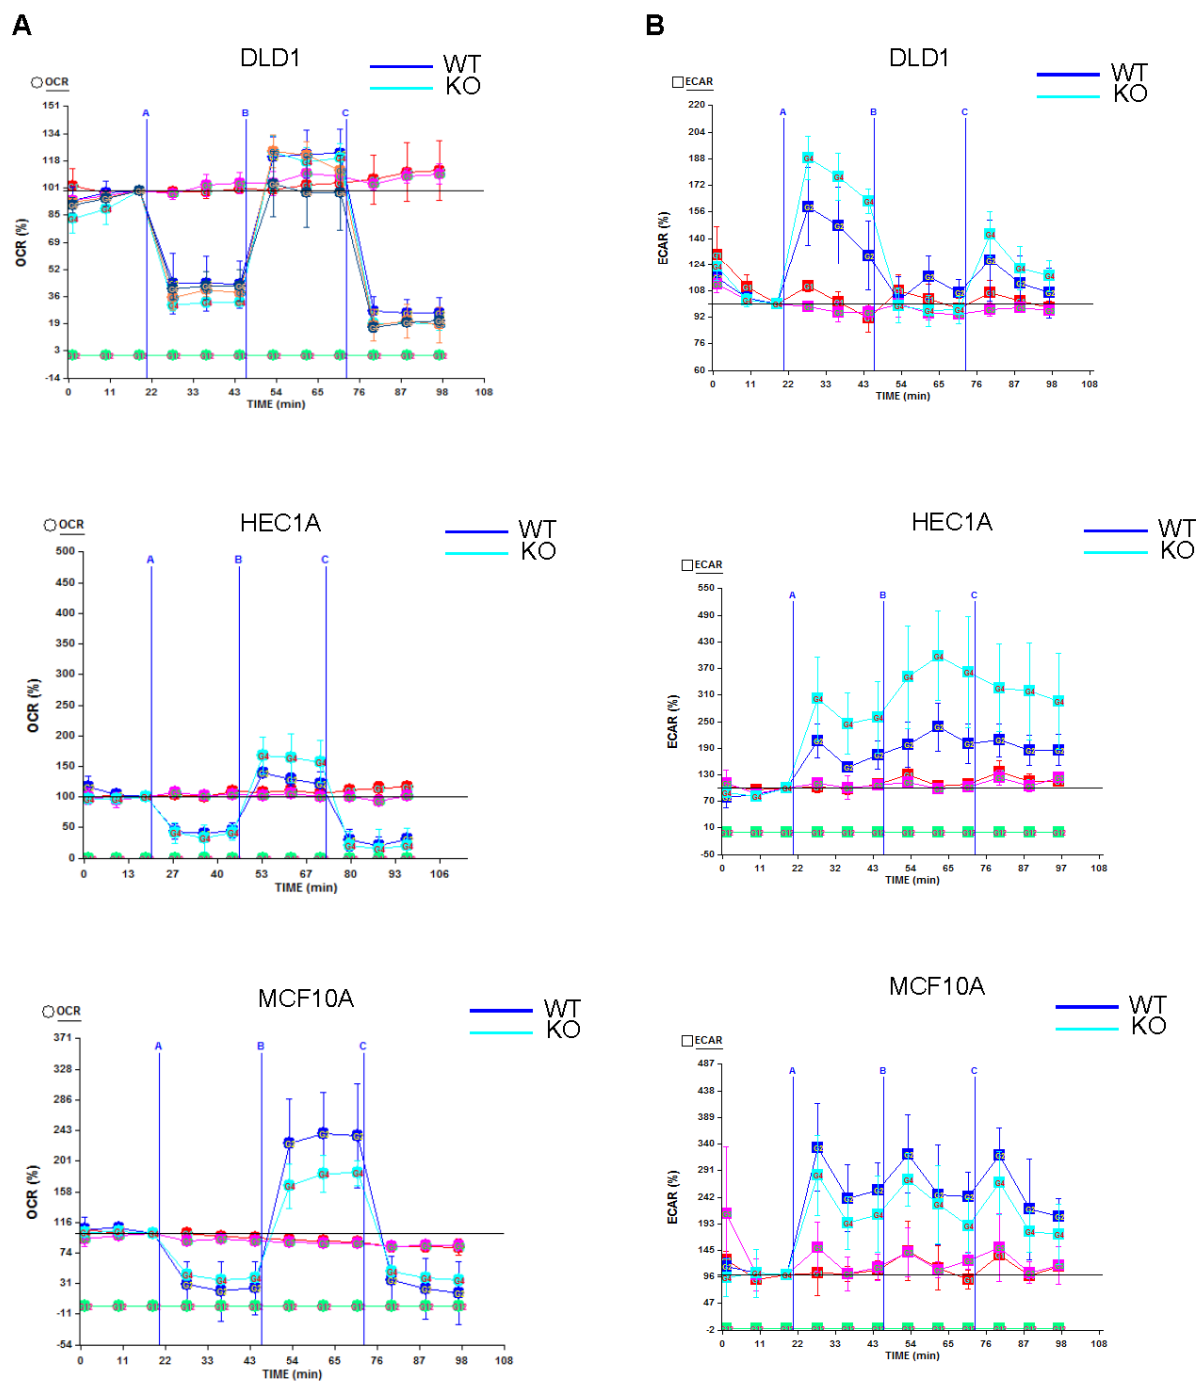 A
DLD1
OCR
WT
KO
A B C
151
134
118
101
85
69
52
36
19
3
-14
OCR (%)
0 11 22 33 44 54 65 76 87 98 108
TIME (min)
B
DLD1
ECAR
WT
KO
A B C
220
204
188
172
156
140
124
108
92
76
60
ECAR (%)
0 11 22 33 43 54 65 76 87 98 108
TIME (min)
HEC1A
OCR
WT
KO
A B C
500
450
400
350
300
250
200
150
100
50
0
OCR (%)
0 13 27 40 53 67 80 93 106
TIME (min)
HEC1A
ECAR
WT
KO
A B C
550
490
430
370
310
250
190
130
70
10
-50
ECAR (%)
0 11 22 32 43 54 65 76 86 97 108
TIME (min)
MCF10A
OCR
WT
KO
A B C
371
328
286
243
201
158
116
74
31
-11
-54
OCR (%)
0 11 22 33 44 54 65 76 87 98 108
TIME (min)
MCF10A
ECAR
WT
KO
A B C
487
438
389
340
291
242
193
145
96
47
-2
ECAR (%)
0 11 22 33 43 54 65 76 87 98 108
TIME (min)